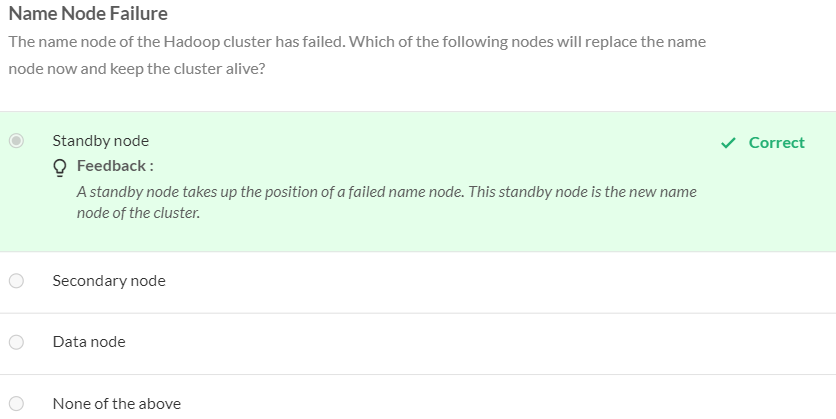 Name Node Failure
The name node of the Hadoop cluster has failed. Which of the following nodes will replace the name
node now and keep the cluster alive?
Standby node
Correct
Feedback :
A standby node takes up the position of a failed name node. This standby node is the new name
node of the cluster.
Secondary node
Data node
None of the above